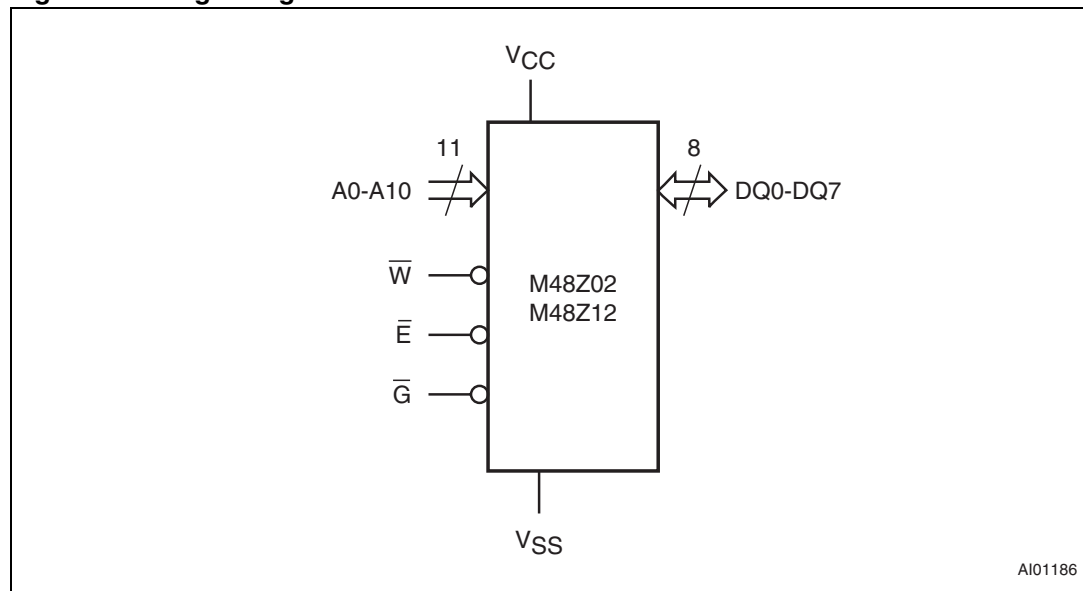 VCC
11
8
A0-A10
DQ0-DQ7
W̅
M48Z02
E̅
M48Z12
G̅
VSS
AI01186